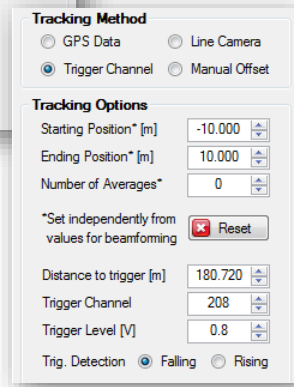 Tracking Method
GPS Data Line Camera
Trigger Channel Manual Offset
Tracking Options
Starting Position* [m] -10.000
Ending Position* [m] 10.000
Number of Averages* 0
*Set independently from
values for beamforming
Reset
Distance to trigger [m] 180.720
Trigger Channel 208
Trigger Level [V] 0.8
Trig. Detection Falling Rising